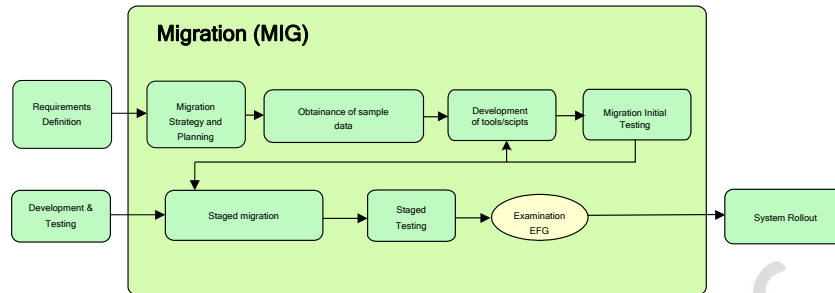 Migration (MIG)
Requirements
Definition
Migration
Strategy and
Planning
Obtainance of sample
data
Development
of tools/scipts
Migration Initial
Testing
Development &
Testing
Staged migration
Staged
Testing
Examination
EFG
System Rollout